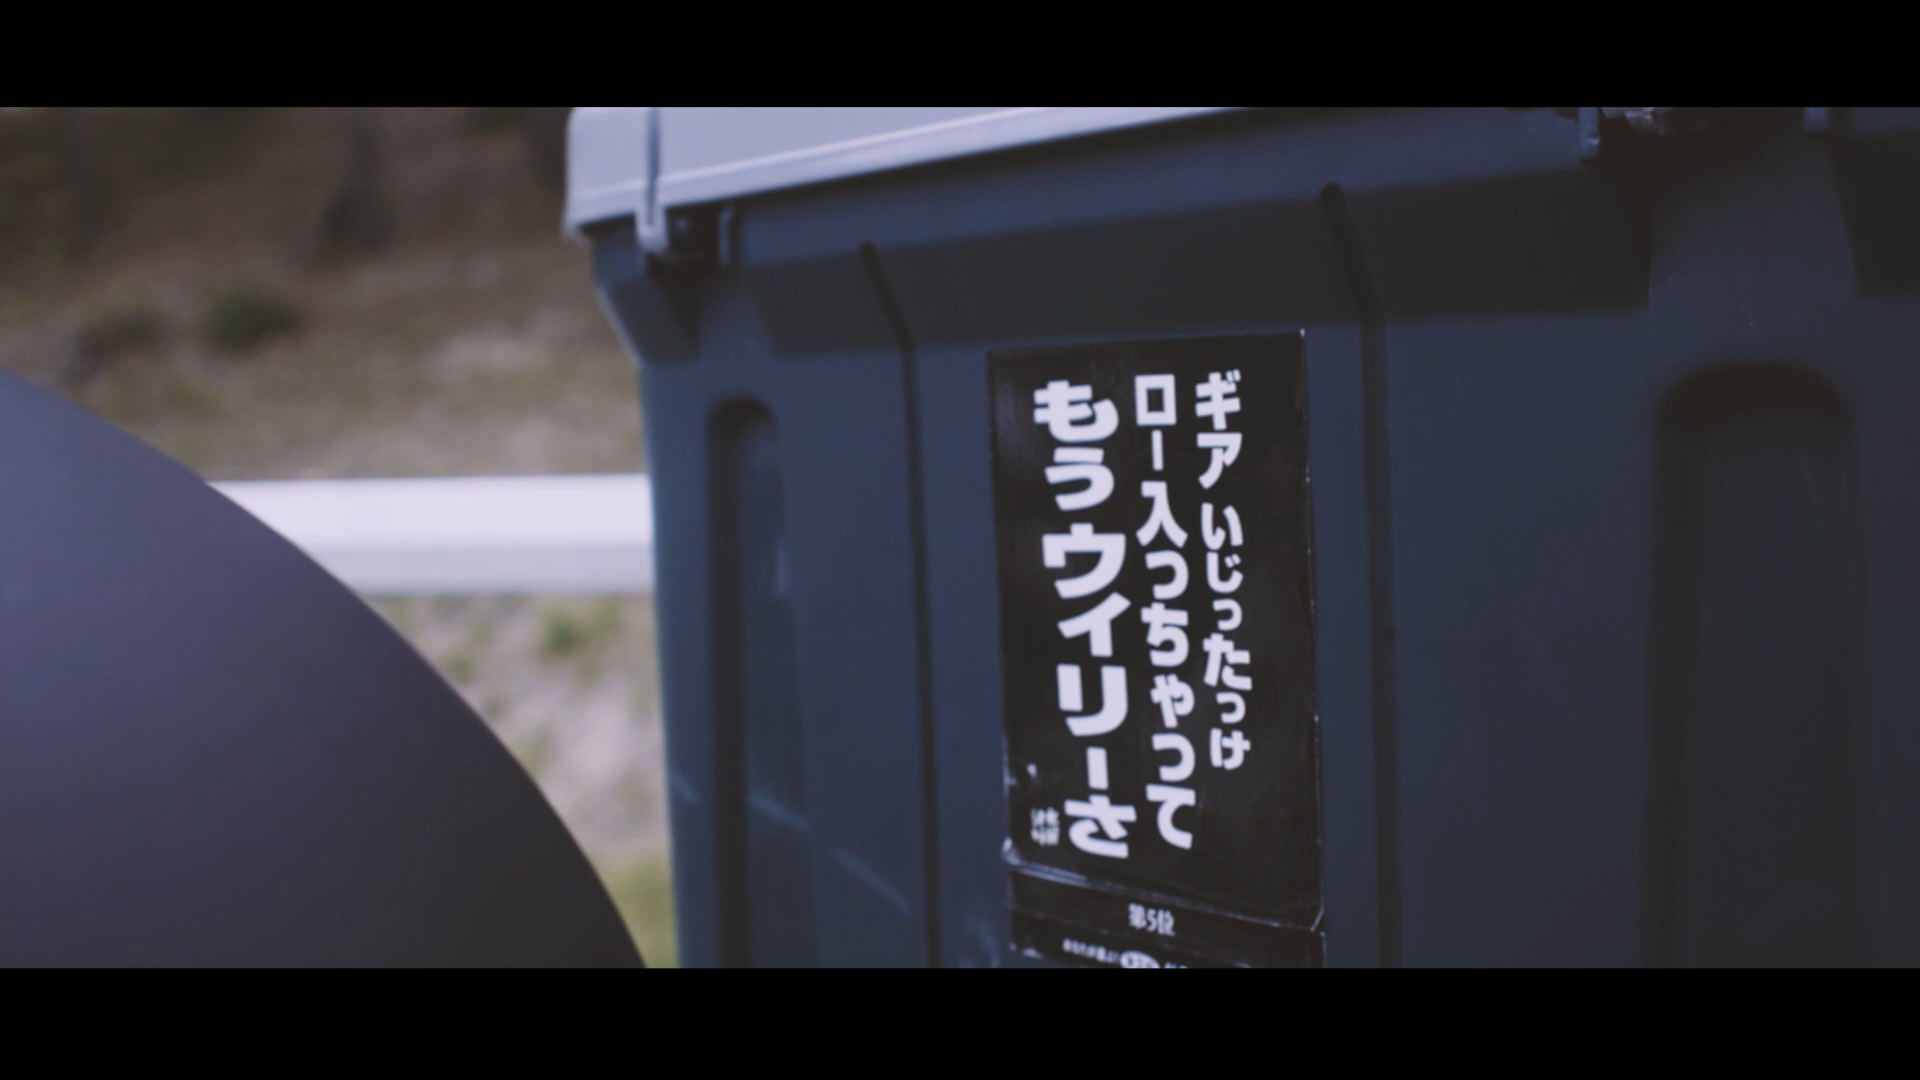 ギア いじったっけ
ロー入っちゃって
もうウィリーさ
第5位